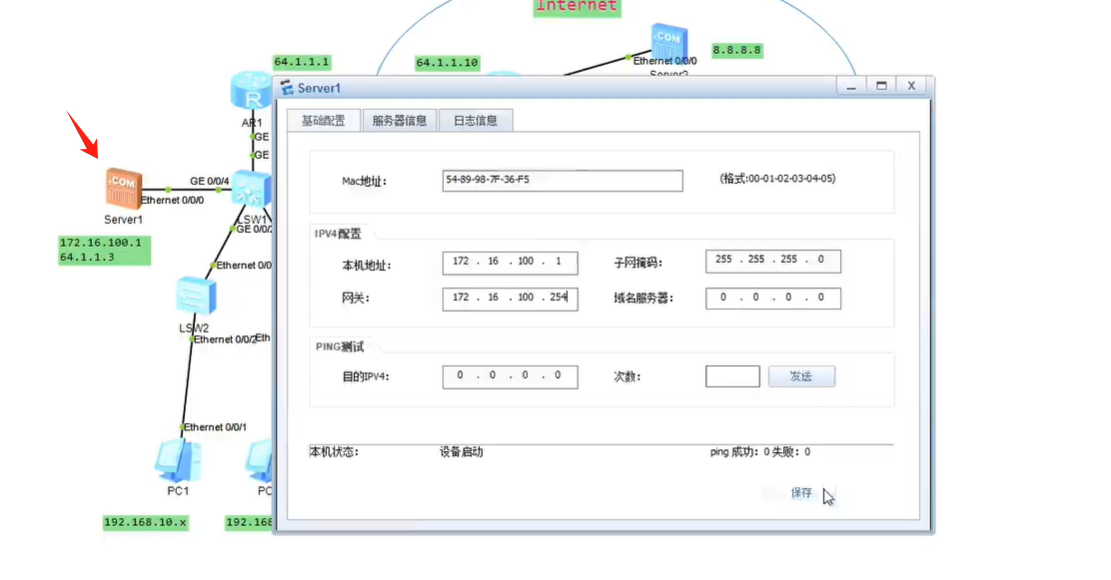 Internet
.COM
8.8.8.8
64.1.1.1
64.1.1.10
Ethernet 0/0/0
Server2
Server1
R
AR1
GE
GE
基础配置
服务器信息
日志信息
.COM
GE 0/0/4
Ethernet 0/0/0
Server1
LSW1
172.16.100.1
64.1.1.3
GE 0/0/
Ethernet 0/0
LSW2
Ethernet 0/0/2
Eth
Ethernet 0/0/1
PC1
PC
192.168.10.x
192.168
Mac地址:
54-89-98-7F-36-F5
(格式:00-01-02-03-04-05)
IPV4配置
本机地址:
172 . 16 . 100 . 1
子网掩码:
255 . 255 . 255 . 0
网关:
172 . 16 . 100 . 254
域名服务器:
0 . 0 . 0 . 0
PING测试
目的IPV4:
0 . 0 . 0 . 0
次数:
发送
本机状态:
设备启动
ping 成功: 0 失败: 0
保存